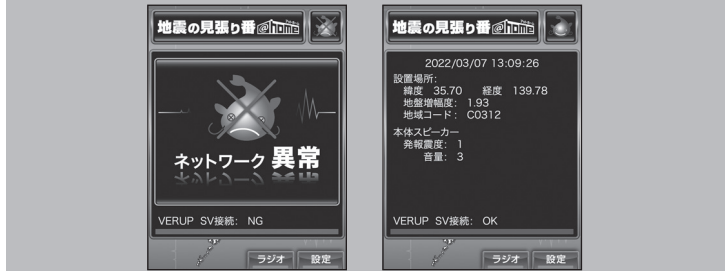 地震の見張り番@home
ネットワーク 異常
VERUP SV接続: NG
ラジオ 設定
地震の見張り番@home
2022/03/07 13:09:26
設置場所:
緯度 35.70 経度 139.78
地盤増幅度: 1.93
地域コード: C0312
本体スピーカー
発報震度: 1
音量: 3
VERUP SV接続: OK
ラジオ 設定